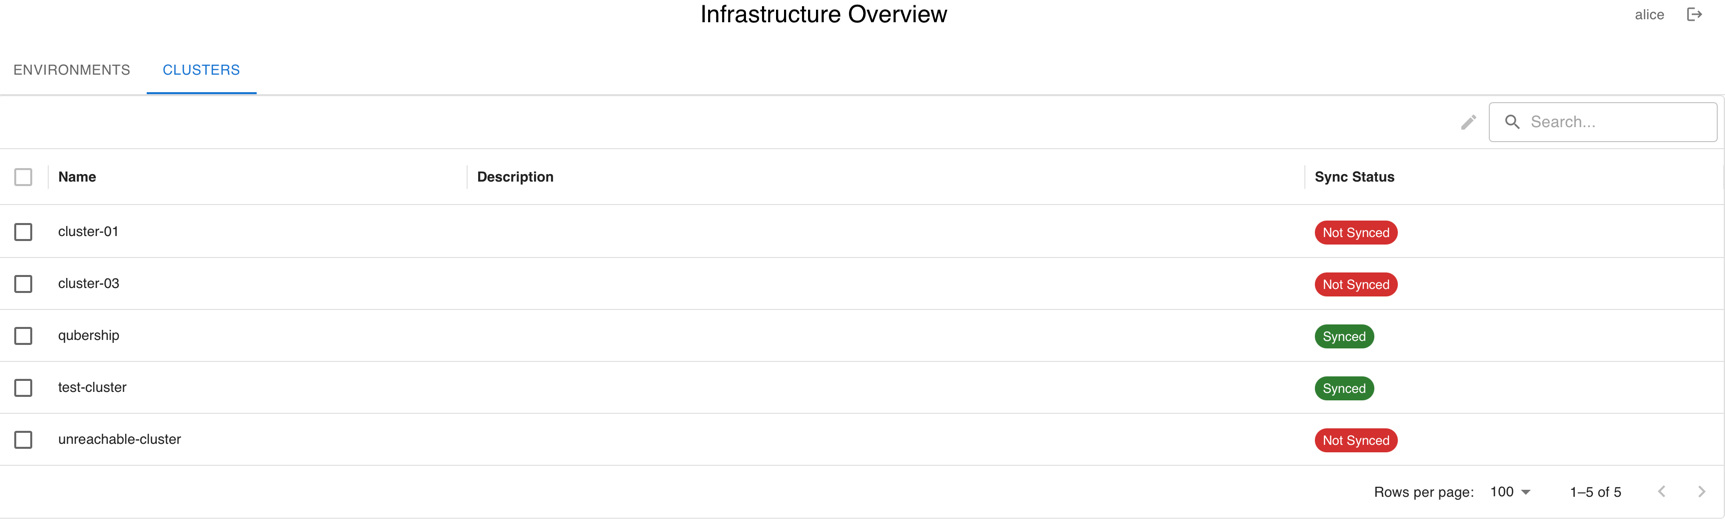 Infrastructure Overview
alice
ENVIRONMENTS CLUSTERS
Search...
Name Description Sync Status
cluster-01 Not Synced
cluster-03 Not Synced
qubership Synced
test-cluster Synced
unreachable-cluster Not Synced
Rows per page: 100 1–5 of 5